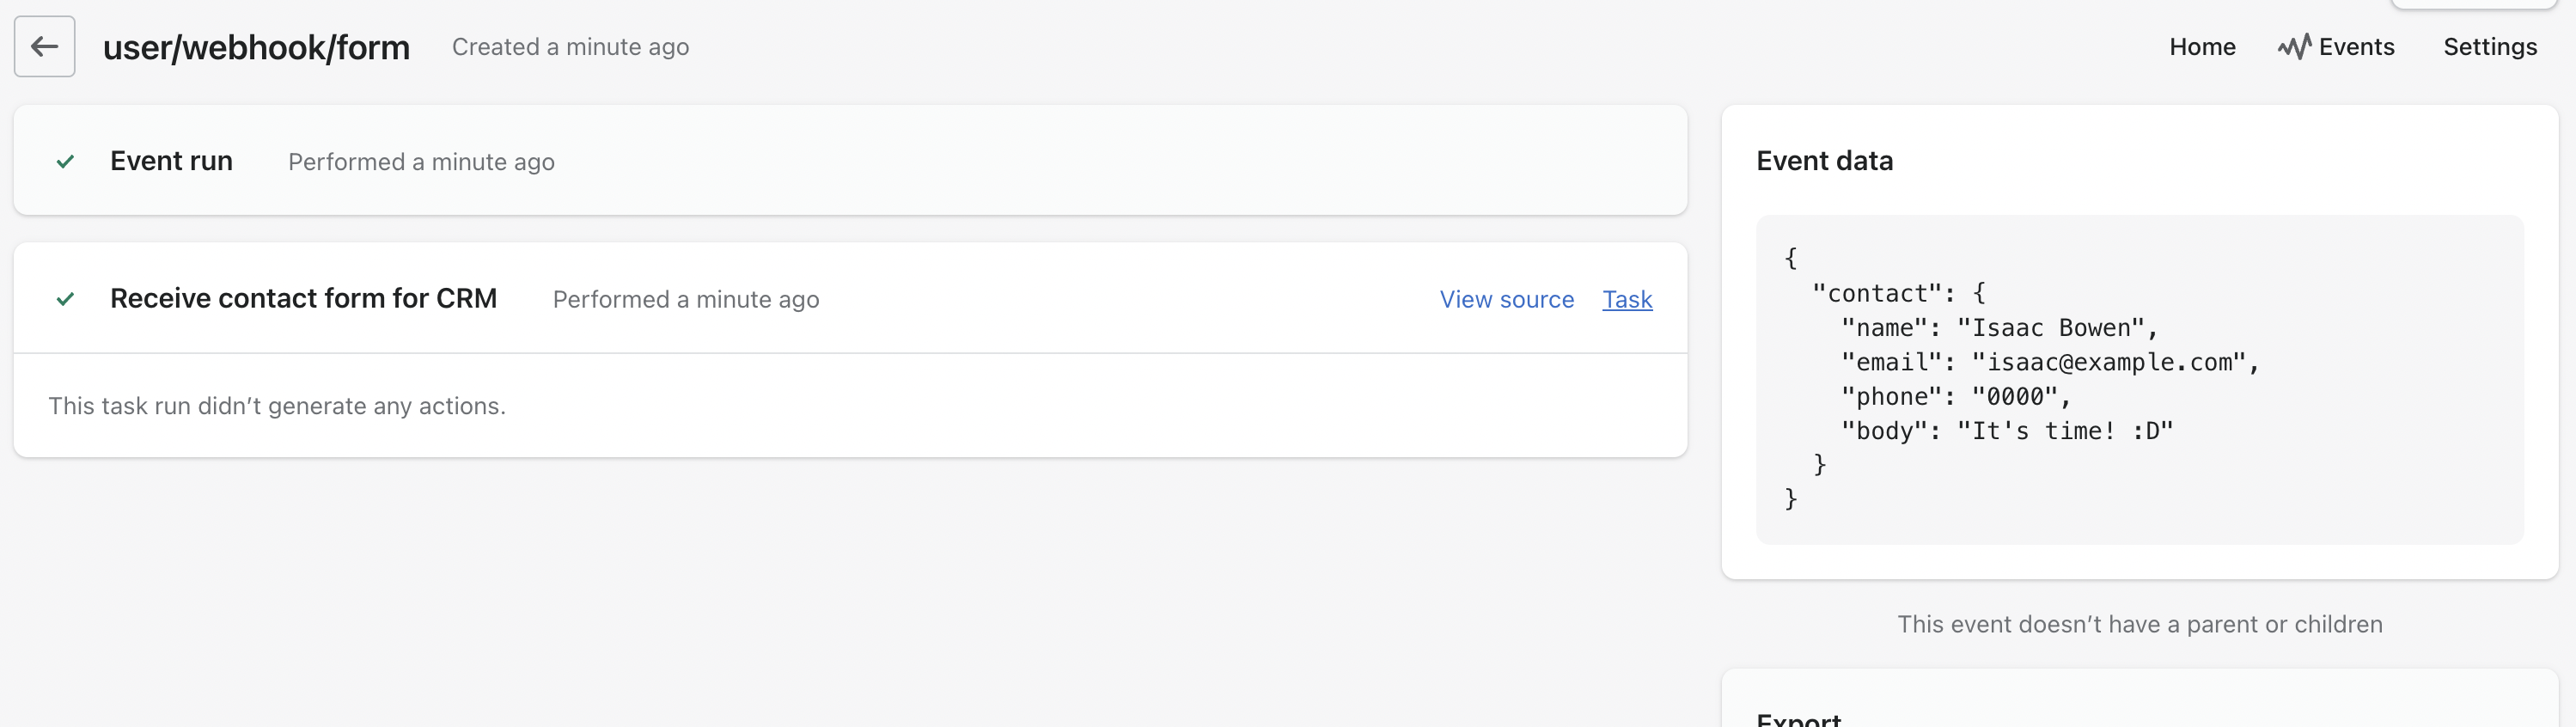 user/webhook/form Created a minute ago Home Events Settings
Event run Performed a minute ago
Receive contact form for CRM Performed a minute ago View source Task
This task run didn’t generate any actions.
Event data
{
  "contact": {
    "name": "Isaac Bowen",
    "email": "isaac@example.com",
    "phone": "0000",
    "body": "It's time! :D"
  }
}
This event doesn’t have a parent or children
Export